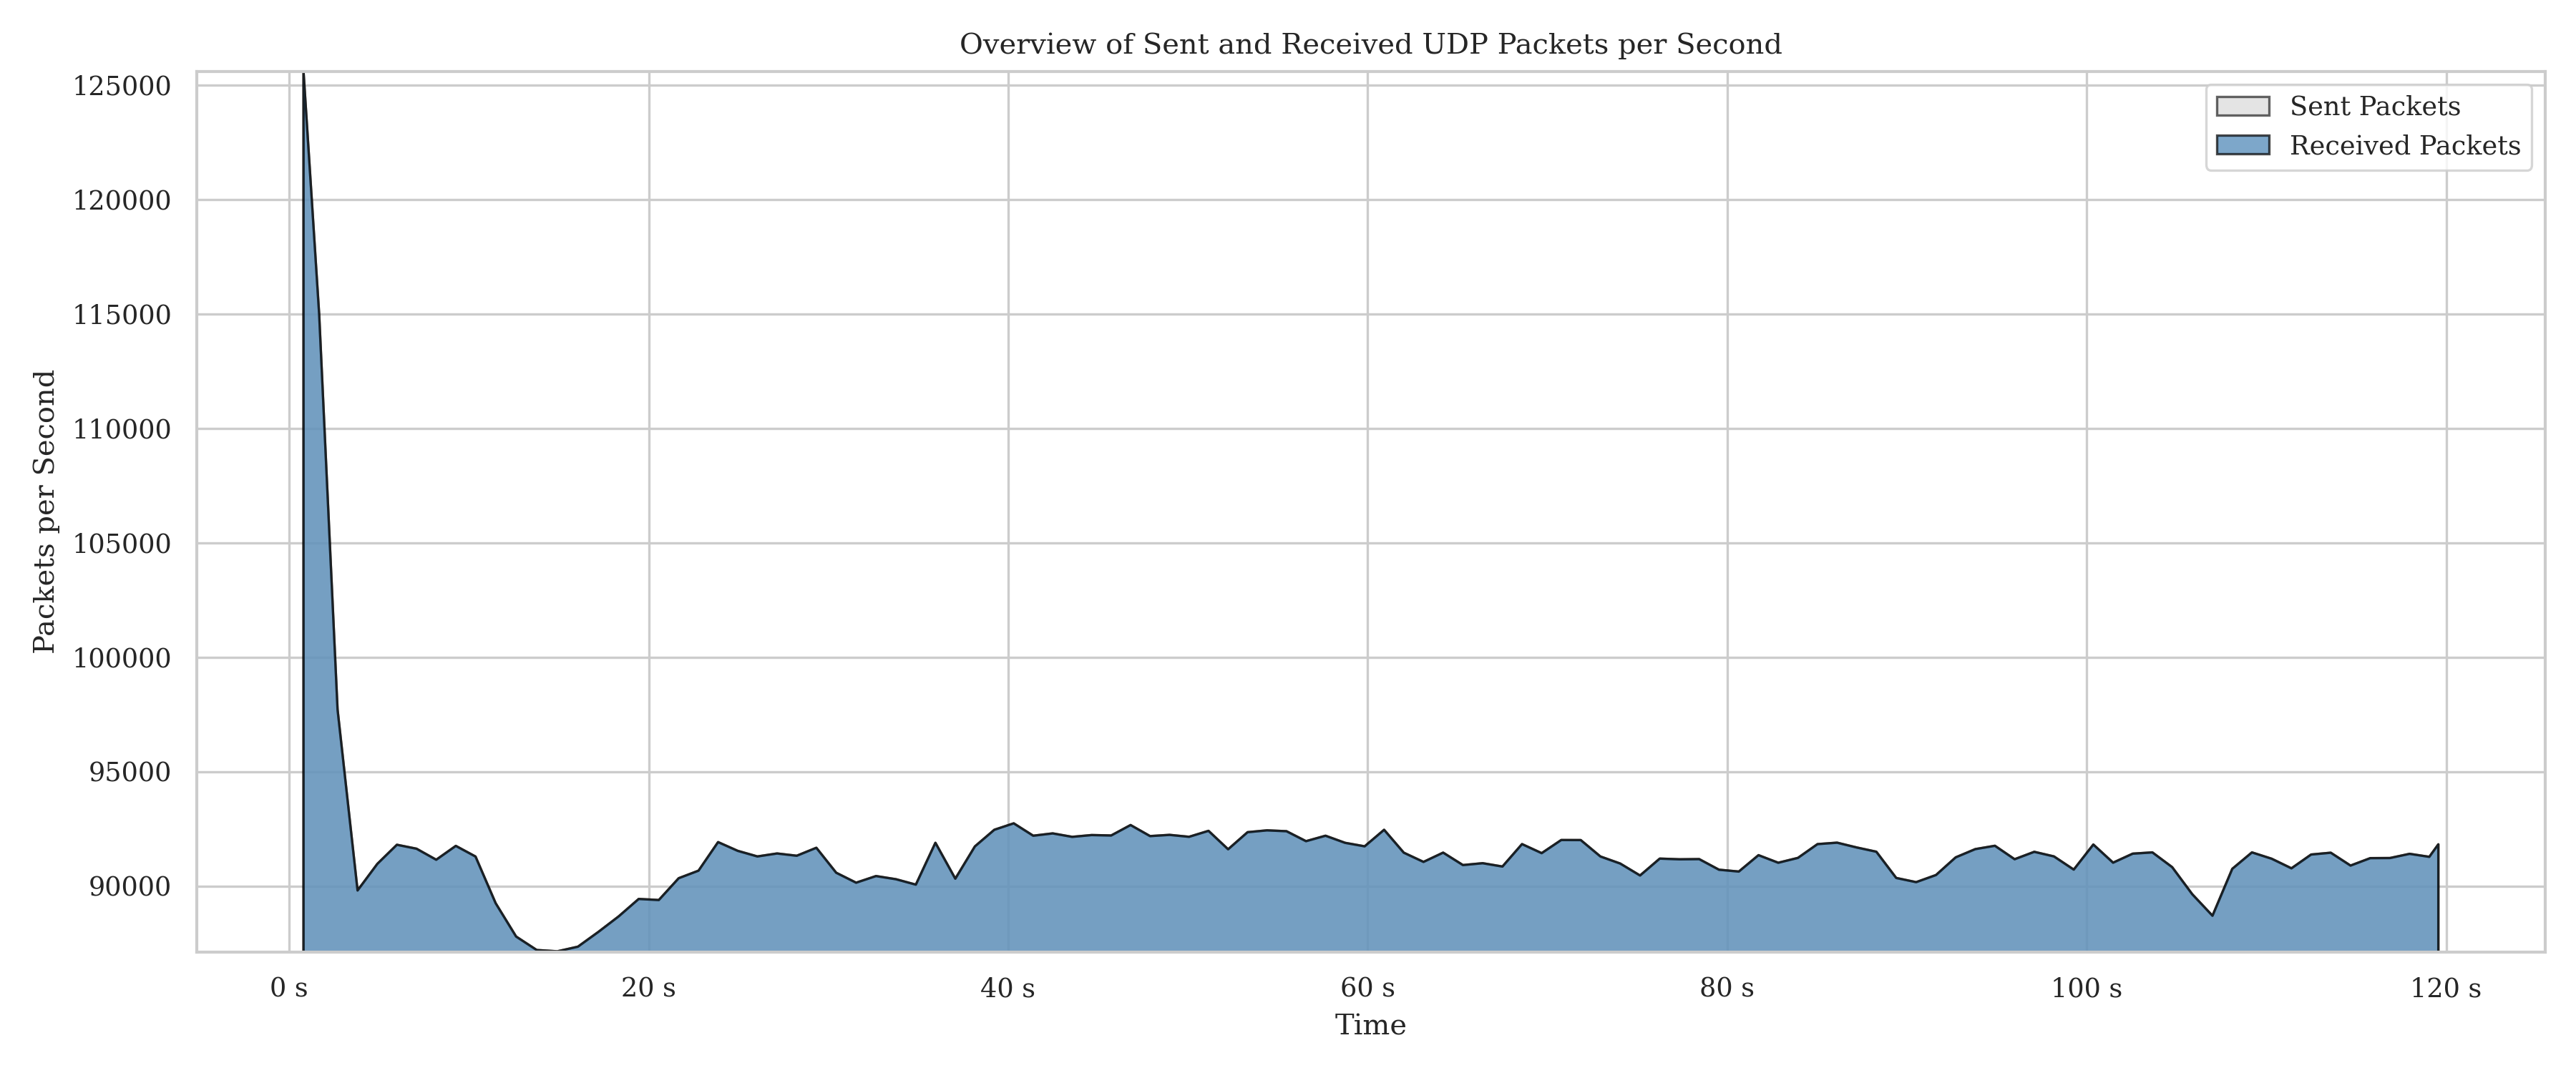 Overview of Sent and Received UDP Packets per Second
125000
120000
115000
110000
105000
100000
95000
90000
Packets per Second
Sent Packets
Received Packets
0 s
20 s
40 s
60 s
80 s
100 s
120 s
Time